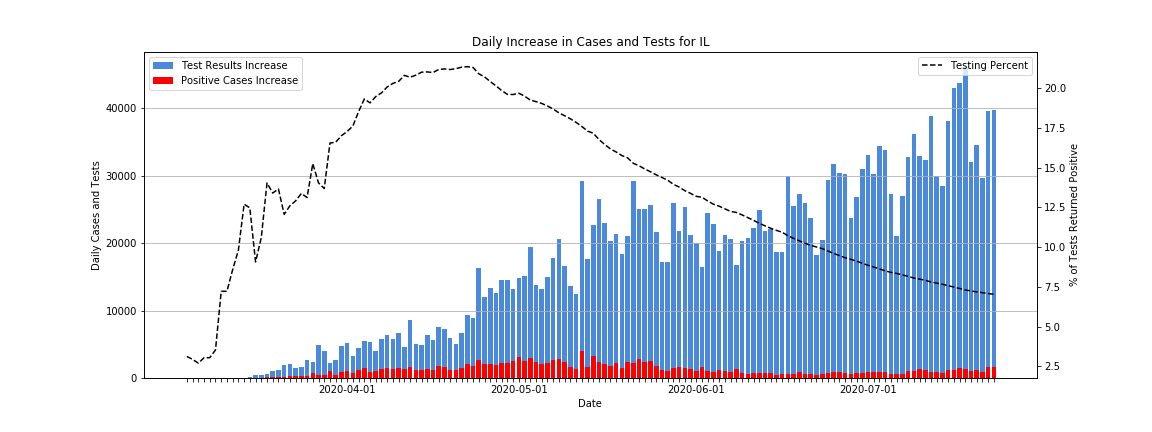 Daily Increase in Cases and Tests for IL
Test Results Increase
Positive Cases Increase
Testing Percent
Daily Cases and Tests
40000
30000
20000
10000
0
% of Tests Returned Positive
20.0
17.5
15.0
12.5
10.0
7.5
5.0
2.5
2020-04-01
2020-05-01
2020-06-01
2020-07-01
Date